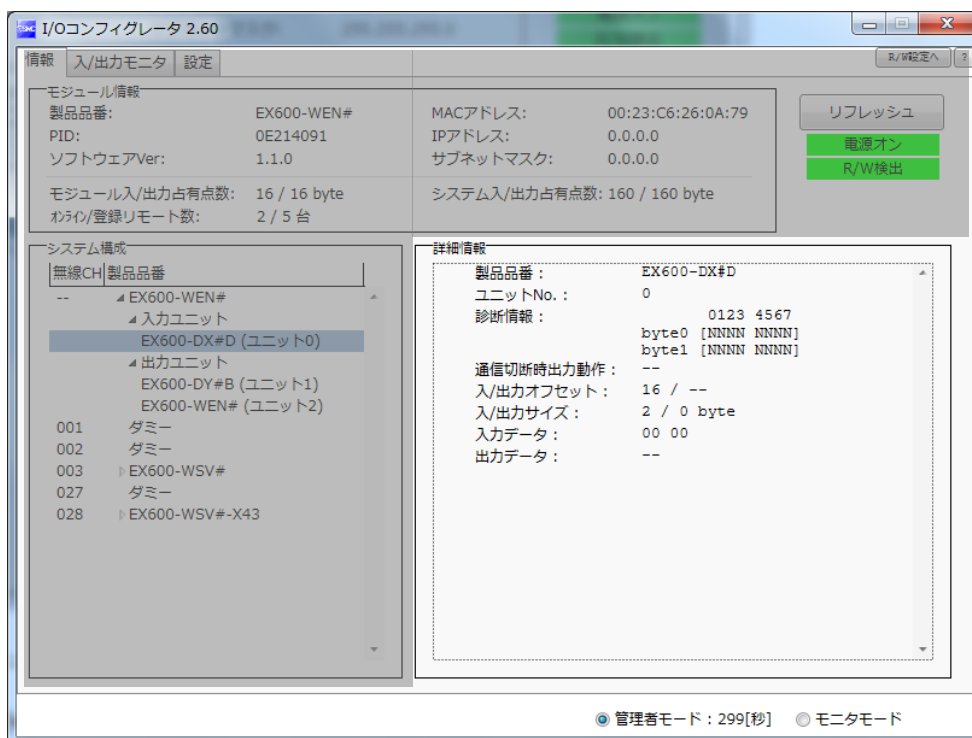 SMC I/Oコンフィグレータ 2.60
情報 入/出力モニタ 設定 R/W設定へ ?
モジュール情報
製品品番: EX600-WEN# MACアドレス: 00:23:C6:26:0A:79 リフレッシュ
PID: 0E214091 IPアドレス: 0.0.0.0 電源オン
ソフトウェアVer: 1.1.0 サブネットマスク: 0.0.0.0 R/W検出
モジュール入/出力占有点数: 16 / 16 byte システム入/出力占有点数: 160 / 160 byte
ｵﾝﾗｲﾝ/登録リモート数: 2 / 5 台
システム構成
無線CH 製品品番
-- EX600-WEN#
入力ユニット
EX600-DX#D (ユニット0)
出力ユニット
EX600-DY#B (ユニット1)
EX600-WEN# (ユニット2)
001 ダミー
002 ダミー
003 EX600-WSV#
027 ダミー
028 EX600-WSV#-X43
詳細情報
製品品番： EX600-DX#D
ユニットNo.： 0
診断情報： 0123 4567
byte0 [NNNN NNNN]
byte1 [NNNN NNNN]
通信切断時出力動作： --
入/出力オフセット： 16 / --
入/出力サイズ： 2 / 0 byte
入力データ： 00 00
出力データ： --
管理者モード：299[秒] モニタモード